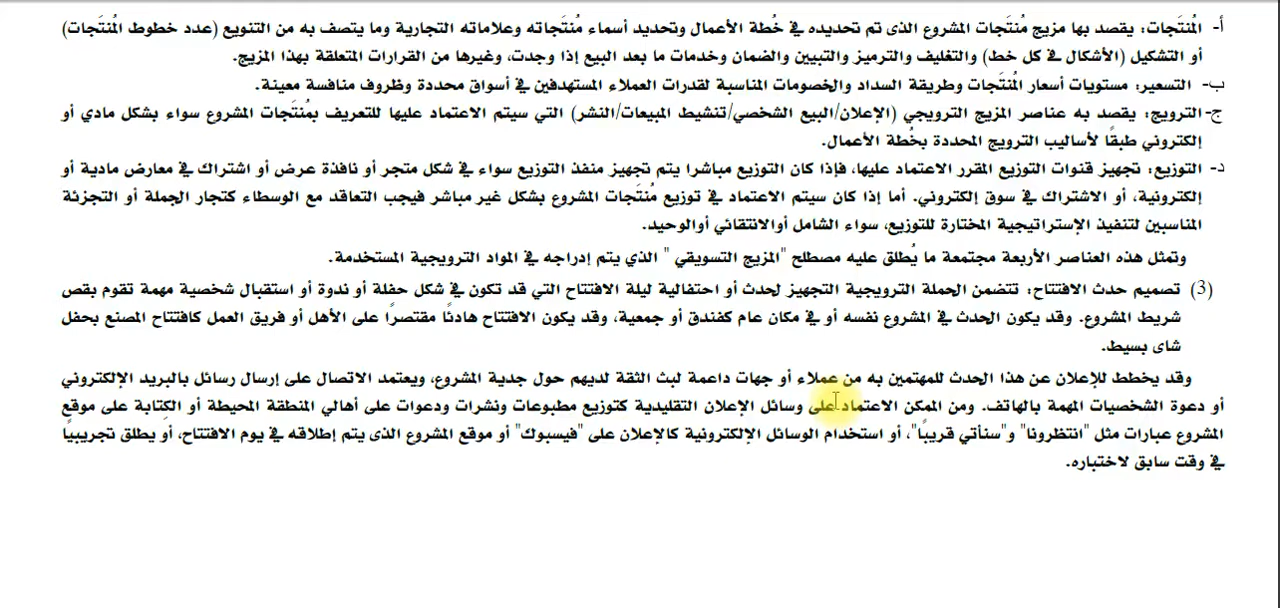 أ- المُنتَجات: يقصد بها مزيج مُنتَجات المشروع الذى تم تحديده في خُطة الأعمال وتحديد أسماء مُنتَجاته وعلاماته التجارية وما يتصف به من التنويع (عدد خطوط المُنتَجات)
أو التشكيل (الأشكال في كل خط) والتغليف والترميز والتبيين والضمان وخدمات ما بعد البيع إذا وجدت، وغيرها من القرارات المتعلقة بهذا المزيج.
ب- التسعير: مستويات أسعار المُنتَجات وطريقة السداد والخصومات المناسبة لقدرات العملاء المستهدفين في أسواق محددة وظروف منافسة معينة.
ج- الترويج: يقصد به عناصر المزيج الترويجي (الإعلان/البيع الشخصي/تنشيط المبيعات/النشر) التي سيتم الاعتماد عليها للتعريف بمُنتَجات المشروع سواء بشكل مادي أو
إلكتروني طبقًا لأساليب الترويج المحددة بخُطة الأعمال.
د- التوزيع: تجهيز قنوات التوزيع المقرر الاعتماد عليها، فإذا كان التوزيع مباشرا يتم تجهيز منفذ التوزيع سواء في شكل متجر أو نافذة عرض أو اشتراك في معارض مادية أو
إلكترونية، أو الاشتراك في سوق إلكتروني. أما إذا كان سيتم الاعتماد في توزيع مُنتَجات المشروع بشكل غير مباشر فيجب التعاقد مع الوسطاء كتجار الجملة أو التجزئة
المناسبين لتنفيذ الإستراتيجية المختارة للتوزيع، سواء الشامل أوالانتقائي أوالوحيد.
وتمثل هذه العناصر الأربعة مجتمعة ما يُطلق عليه مصطلح "المزيج التسويقي " الذي يتم إدراجه في المواد الترويجية المستخدمة.
(3) تصميم حدث الافتتاح: تتضمن الحملة الترويجية التجهيز لحدث أو احتفالية ليلة الافتتاح التي قد تكون في شكل حفلة أو ندوة أو استقبال شخصية مهمة تقوم بقص
شريط المشروع. وقد يكون الحدث في المشروع نفسه أو في مكان عام كفندق أو جمعية، وقد يكون الافتتاح هادئًا مقتصرًا على الأهل أو فريق العمل كافتتاح المصنع بحفل
شاى بسيط.
وقد يخطط للإعلان عن هذا الحدث للمهتمين به من عملاء أو جهات داعمة لبث الثقة لديهم حول جدية المشروع، ويعتمد الاتصال على إرسال رسائل بالبريد الإلكتروني
أو دعوة الشخصيات المهمة بالهاتف. ومن الممكن الاعتماد على وسائل الإعلان التقليدية كتوزيع مطبوعات ونشرات ودعوات على أهالي المنطقة المحيطة أو الكِتابة على موقع
المشروع عبارات مثل "انتظرونا" و"سنأتي قريبًا"، أو استخدام الوسائل الإلكترونية كالإعلان على "فيسبوك" أو موقع المشروع الذى يتم إطلاقه في يوم الافتتاح، أو يطلق تجريبيًا
في وقت سابق لاختباره.